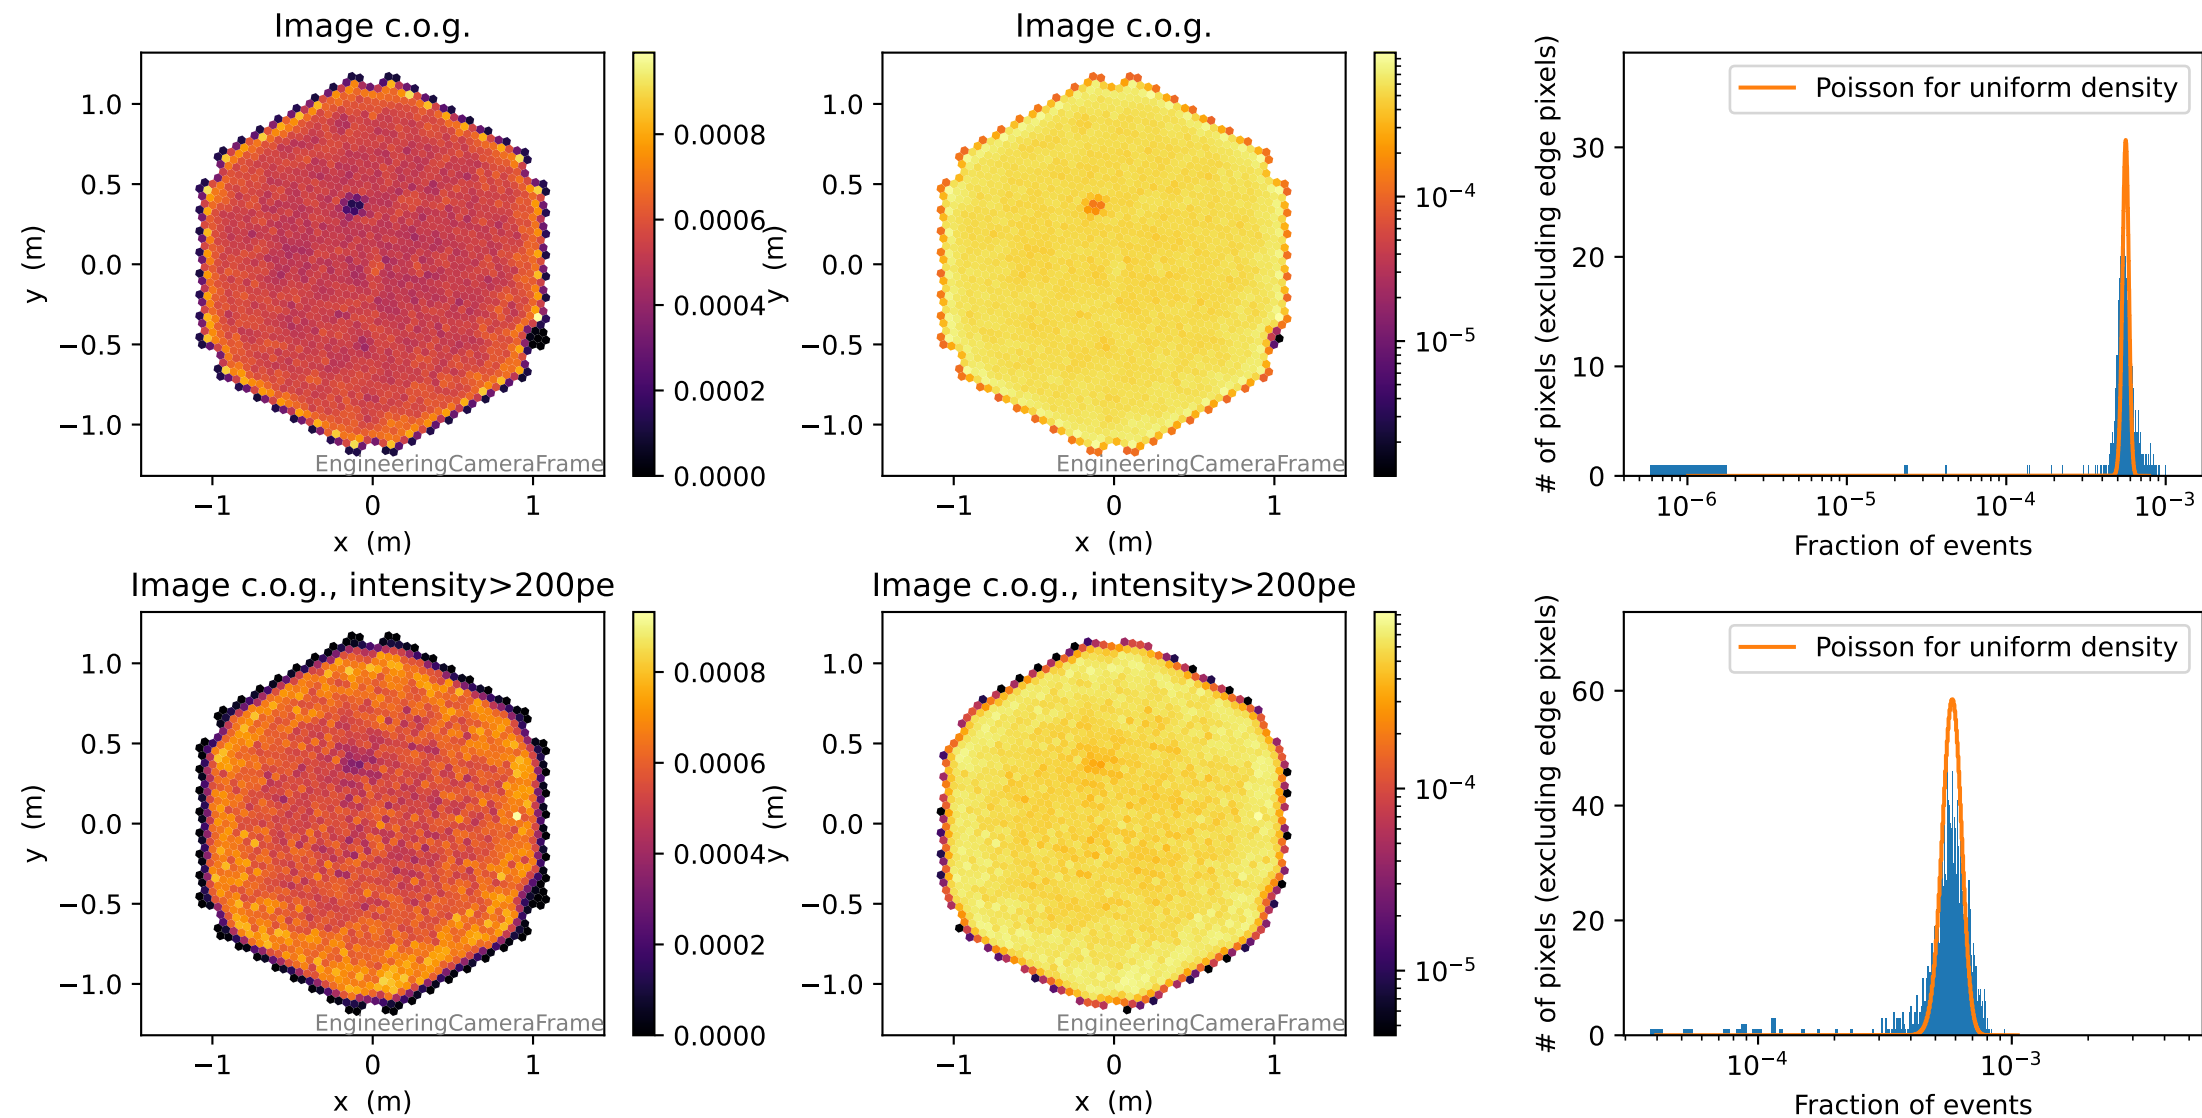 Image c.o.g.
1.0
0.5
0.0
−0.5
−1.0
y (m)
−1
0
1
x (m)
EngineeringCameraFrame
0.0008
0.0006
0.0004
0.0002
0.0000
Image c.o.g.
1.0
0.5
0.0
−0.5
−1.0
y (m)
−1
0
1
x (m)
EngineeringCameraFrame
10⁻⁴
10⁻⁵
Poisson for uniform density
30
20
10
0
# of pixels (excluding edge pixels)
10⁻⁶
10⁻⁵
10⁻⁴
10⁻³
Fraction of events
Image c.o.g., intensity>200pe
1.0
0.5
0.0
−0.5
−1.0
y (m)
−1
0
1
x (m)
EngineeringCameraFrame
0.0008
0.0006
0.0004
0.0002
0.0000
Image c.o.g., intensity>200pe
1.0
0.5
0.0
−0.5
−1.0
y (m)
−1
0
1
x (m)
EngineeringCameraFrame
10⁻⁴
10⁻⁵
Poisson for uniform density
60
40
20
0
# of pixels (excluding edge pixels)
10⁻⁴
10⁻³
Fraction of events